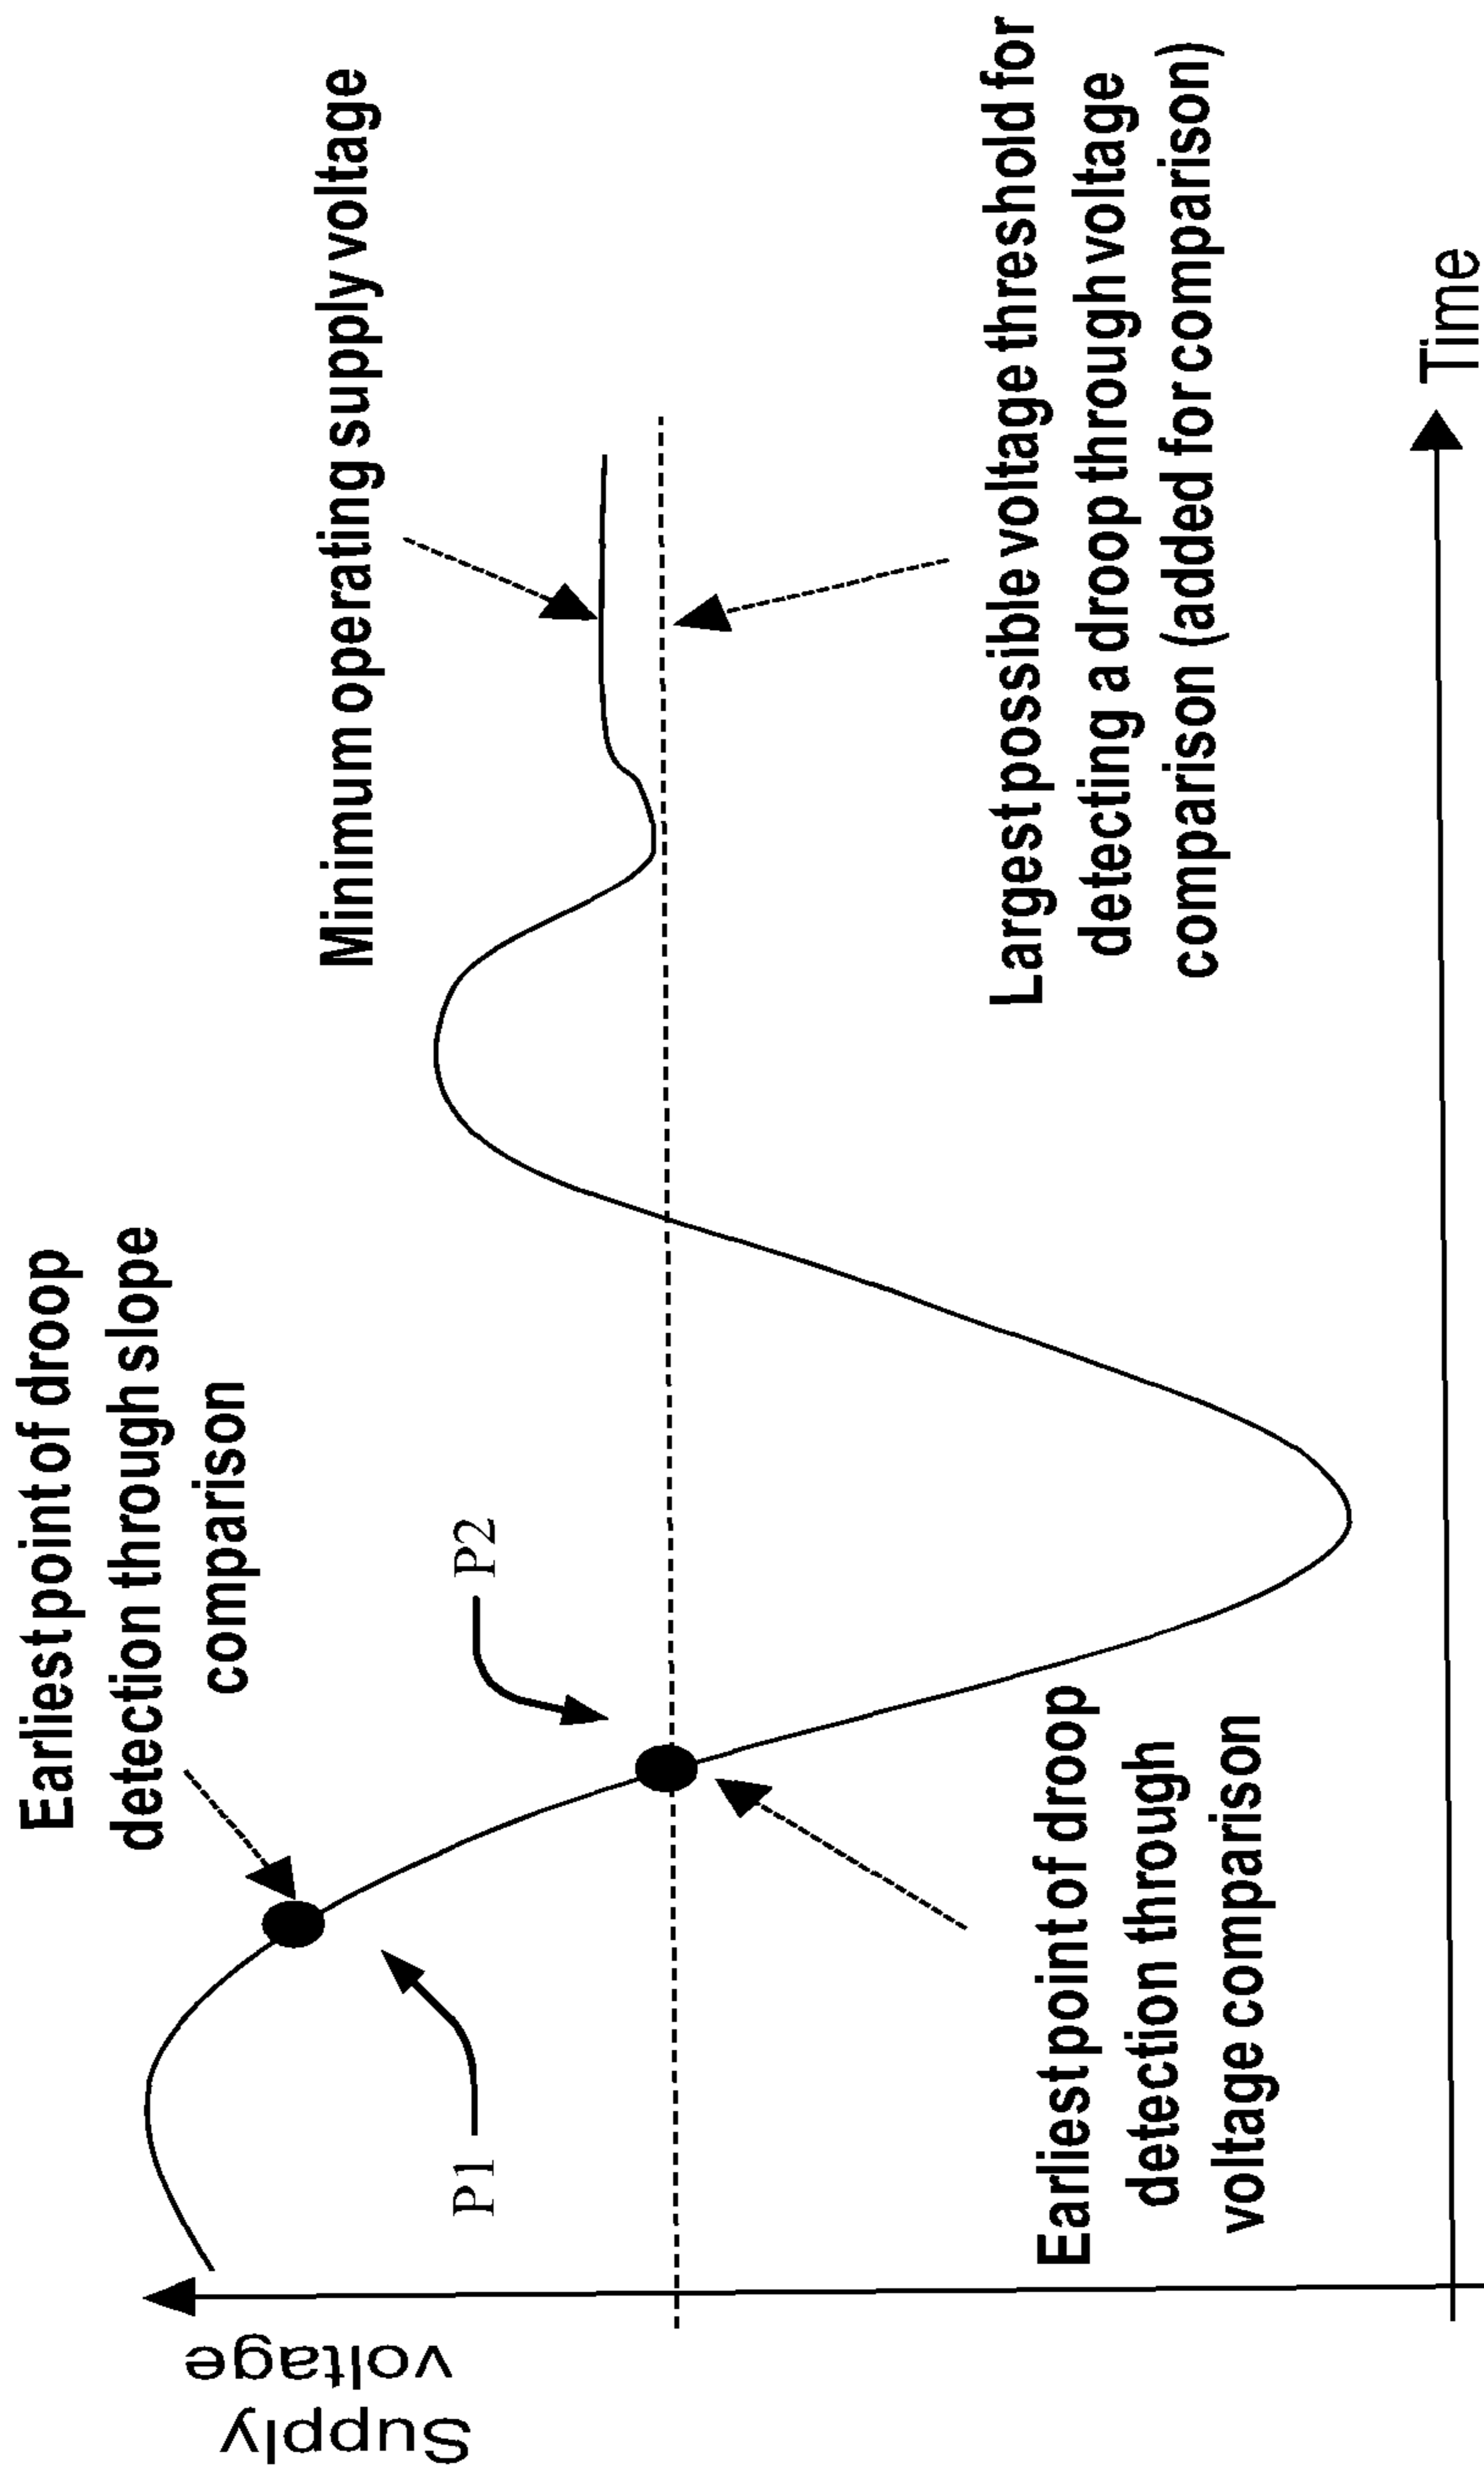 Supply
voltage
Earliest point of droop
detection through slope
comparison
P1
P2
Earliest point of droop
detection through
voltage comparison
Minimum operating supply voltage
Largest possible voltage threshold for
detecting a droop through voltage
comparison (added for comparison)
Time